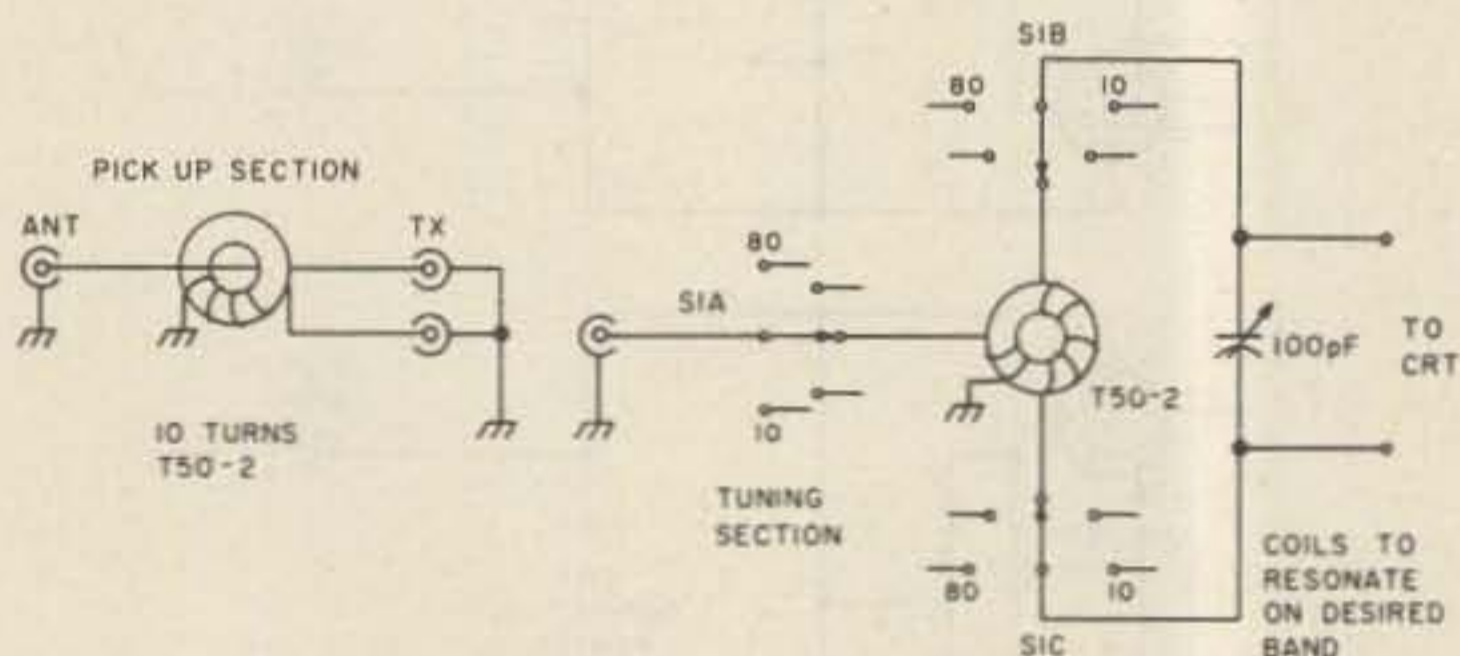 PICK UP SECTION
ANT
TX
10 TURNS
T50-2
S1A
80
10
TUNING
SECTION
S1B
80
10
T50-2
100pF
TO
CRT
80
10
S1C
COILS TO
RESONATE
ON DESIRED
BAND